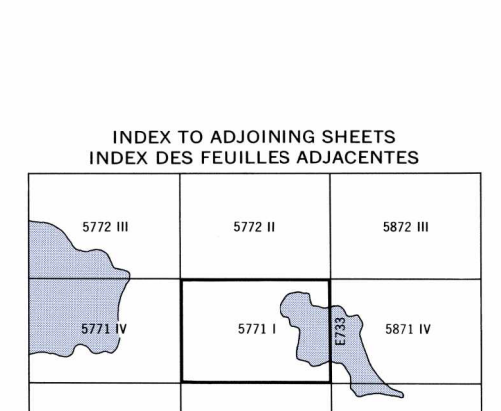 INDEX TO ADJOINING SHEETS
INDEX DES FEUILLES ADJACENTES
5772 III 5772 II 5872 III
5771 IV 5771 I E733 5871 IV